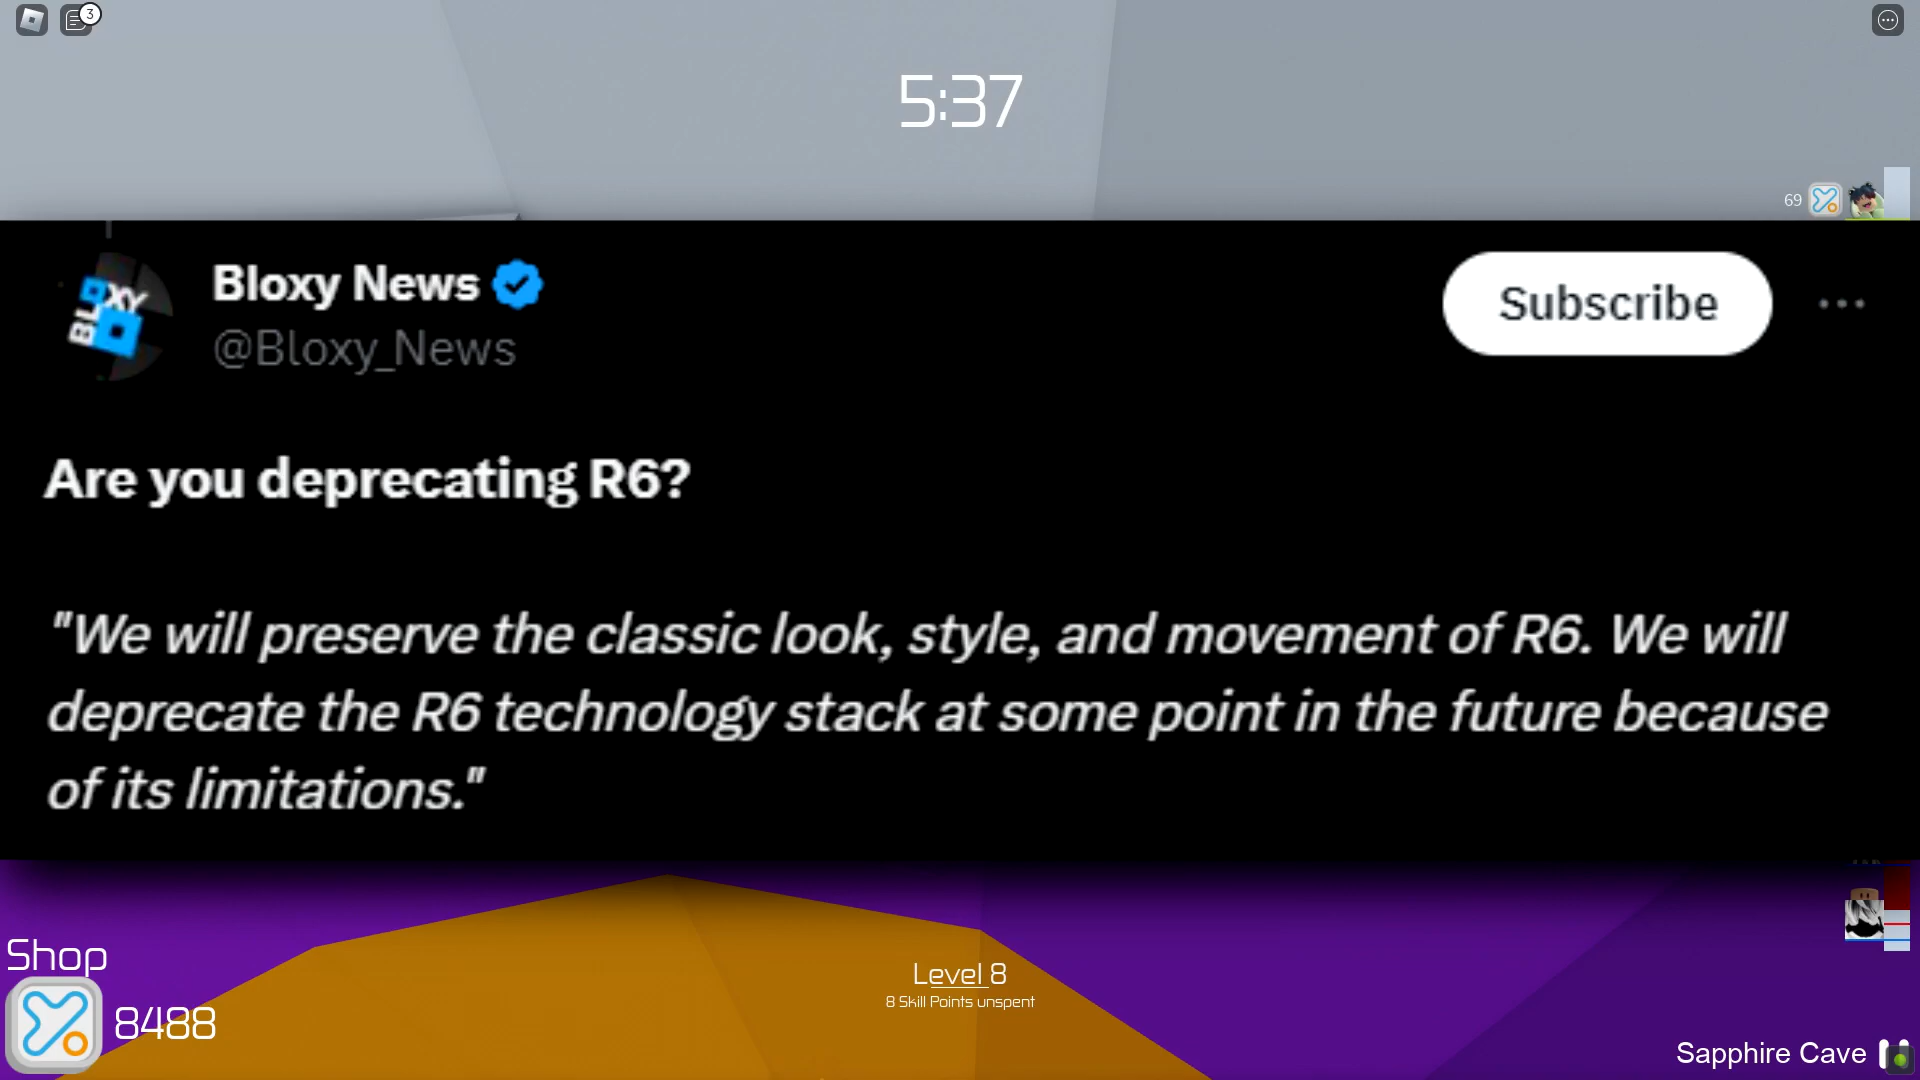 3
5:37
69
BLOXY
Bloxy News
@Bloxy_News
Subscribe
Are you deprecating R6?
"We will preserve the classic look, style, and movement of R6. We will
deprecate the R6 technology stack at some point in the future because
of its limitations."
Shop
8488
Level 8
8 Skill Points unspent
Sapphire Cave